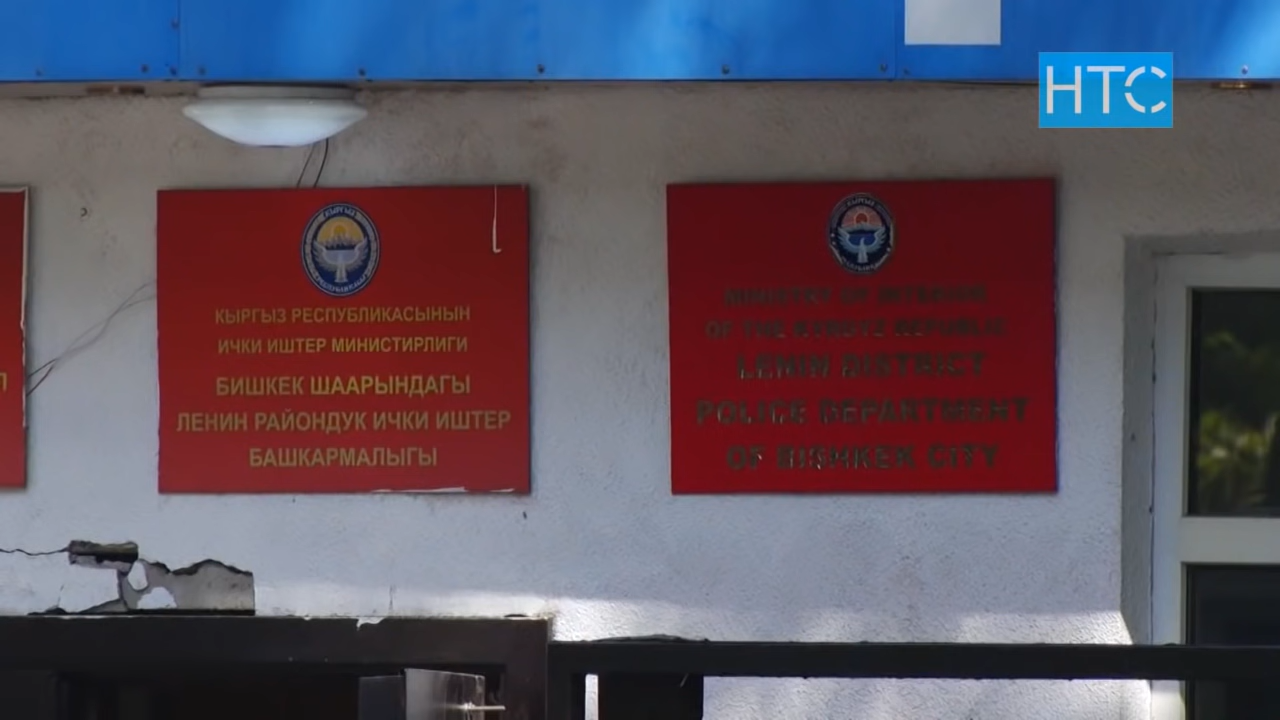 НТС
КЫРГЫЗ РЕСПУБЛИКАСЫНЫН
ИЧКИ ИШТЕР МИНИСТИРЛИГИ
БИШКЕК ШААРЫНДАГЫ
ЛЕНИН РАЙОНДУК ИЧКИ ИШТЕР
БАШКАРМАЛЫГЫ
MINISTRY OF INTERIOR
OF THE KYRGYZ REPUBLIC
LENIN DISTRICT
POLICE DEPARTMENT
OF BISHKEK CITY